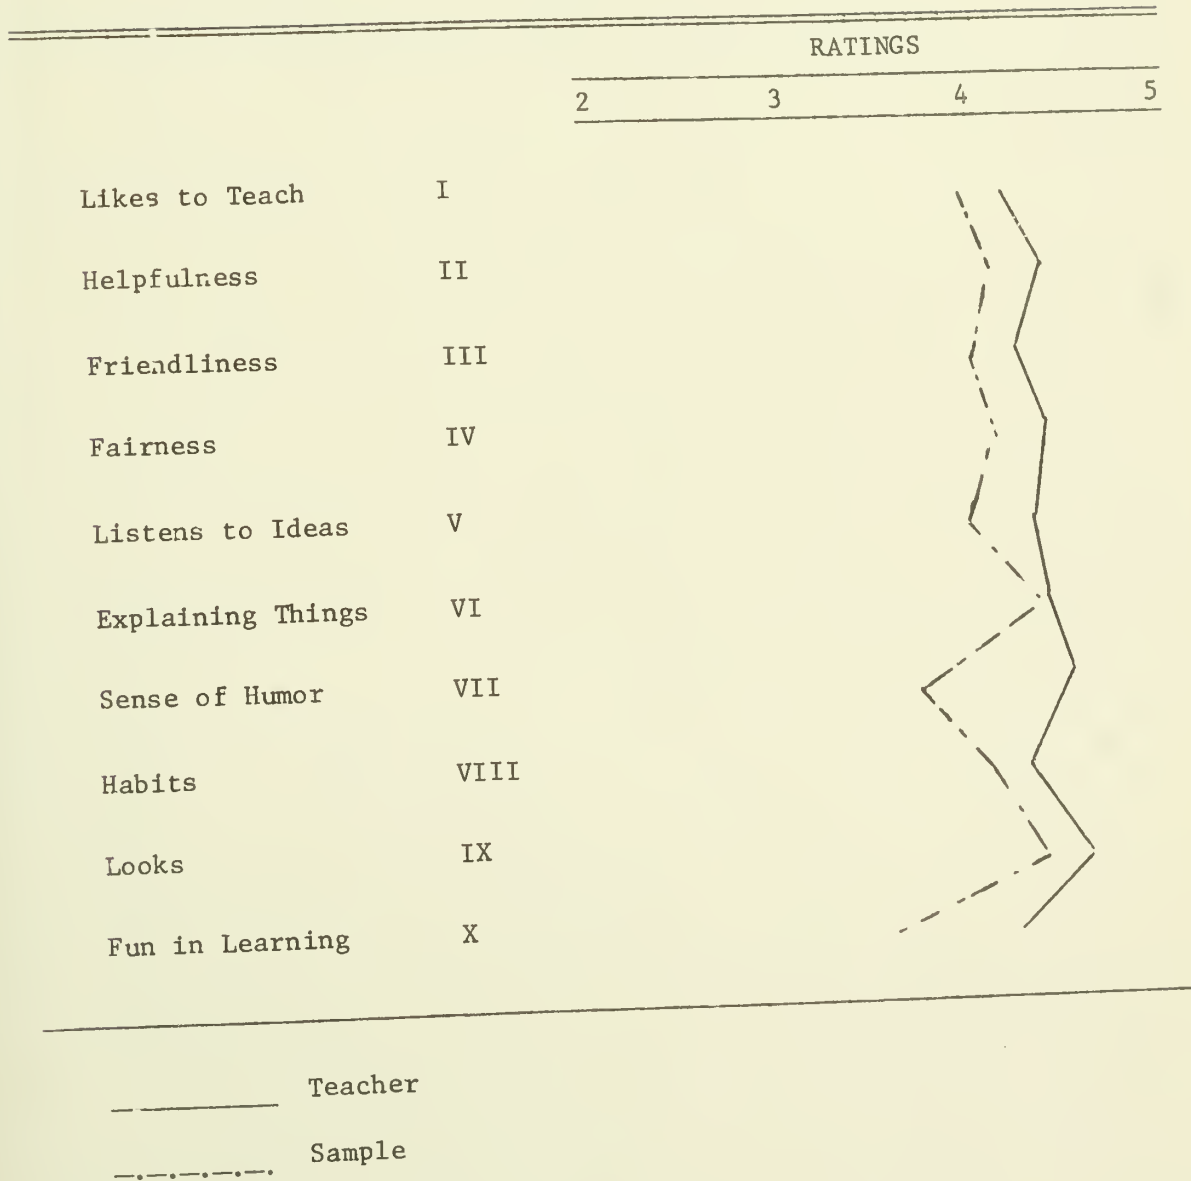 RATINGS
2 3 4 5
Likes to Teach I
Helpfulness II
Friendliness III
Fairness IV
Listens to Ideas V
Explaining Things VI
Sense of Humor VII
Habits VIII
Looks IX
Fun in Learning X
Teacher
Sample